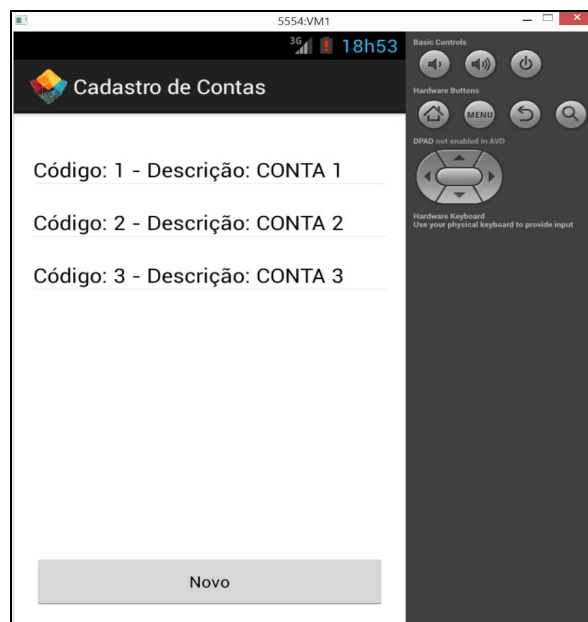 5554:VM1
3G 18h53
Cadastro de Contas
Código: 1 - Descrição: CONTA 1
Código: 2 - Descrição: CONTA 2
Código: 3 - Descrição: CONTA 3
Novo
Basic Controls
Hardware Buttons
MENU
DPAD not enabled in AVD
Hardware Keyboard
Use your physical keyboard to provide input